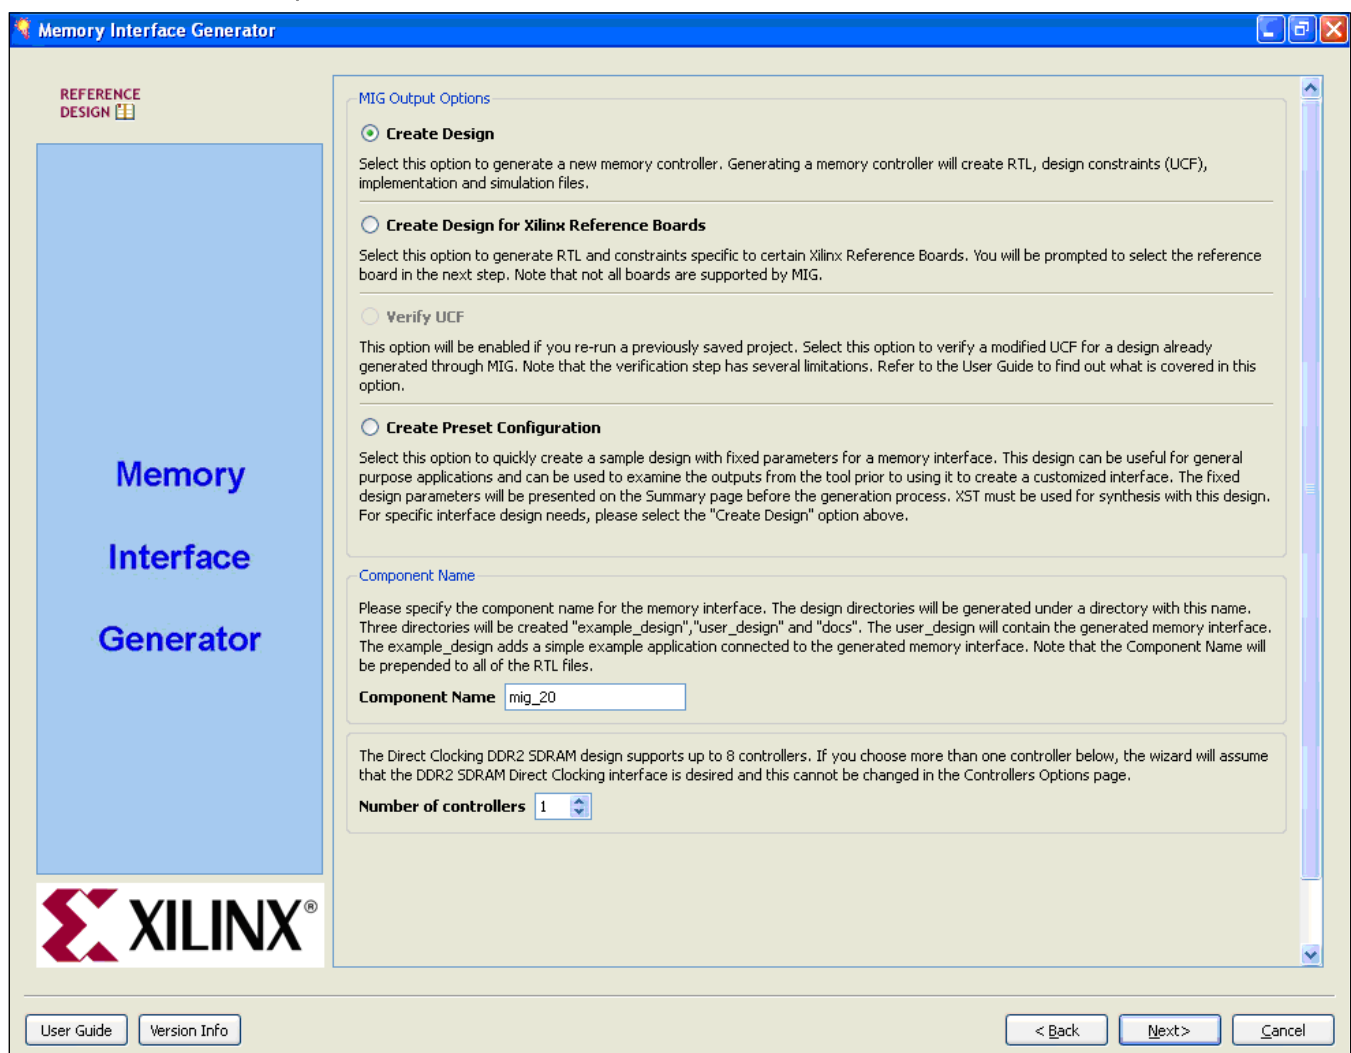 Memory Interface Generator
REFERENCE
DESIGN
MIG Output Options
Create Design
Select this option to generate a new memory controller. Generating a memory controller will create RTL, design constraints (UCF),
implementation and simulation files.
Create Design for Xilinx Reference Boards
Select this option to generate RTL and constraints specific to certain Xilinx Reference Boards. You will be prompted to select the reference
board in the next step. Note that not all boards are supported by MIG.
Verify UCF
This option will be enabled if you re-run a previously saved project. Select this option to verify a modified UCF for a design already
generated through MIG. Note that the verification step has several limitations. Refer to the User Guide to find out what is covered in this
option.
Create Preset Configuration
Select this option to quickly create a sample design with fixed parameters for a memory interface. This design can be useful for general
purpose applications and can be used to examine the outputs from the tool prior to using it to create a customized interface. The fixed
design parameters will be presented on the Summary page before the generation process. XST must be used for synthesis with this design.
For specific interface design needs, please select the "Create Design" option above.
Memory
Interface
Generator
Component Name
Please specify the component name for the memory interface. The design directories will be generated under a directory with this name.
Three directories will be created "example_design","user_design" and "docs". The user_design will contain the generated memory interface.
The example_design adds a simple example application connected to the generated memory interface. Note that the Component Name will
be prepended to all of the RTL files.
Component Name mig_20
The Direct Clocking DDR2 SDRAM design supports up to 8 controllers. If you choose more than one controller below, the wizard will assume
that the DDR2 SDRAM Direct Clocking interface is desired and this cannot be changed in the Controllers Options page.
Number of controllers 1
XILINX®
User Guide Version Info < Back Next> Cancel